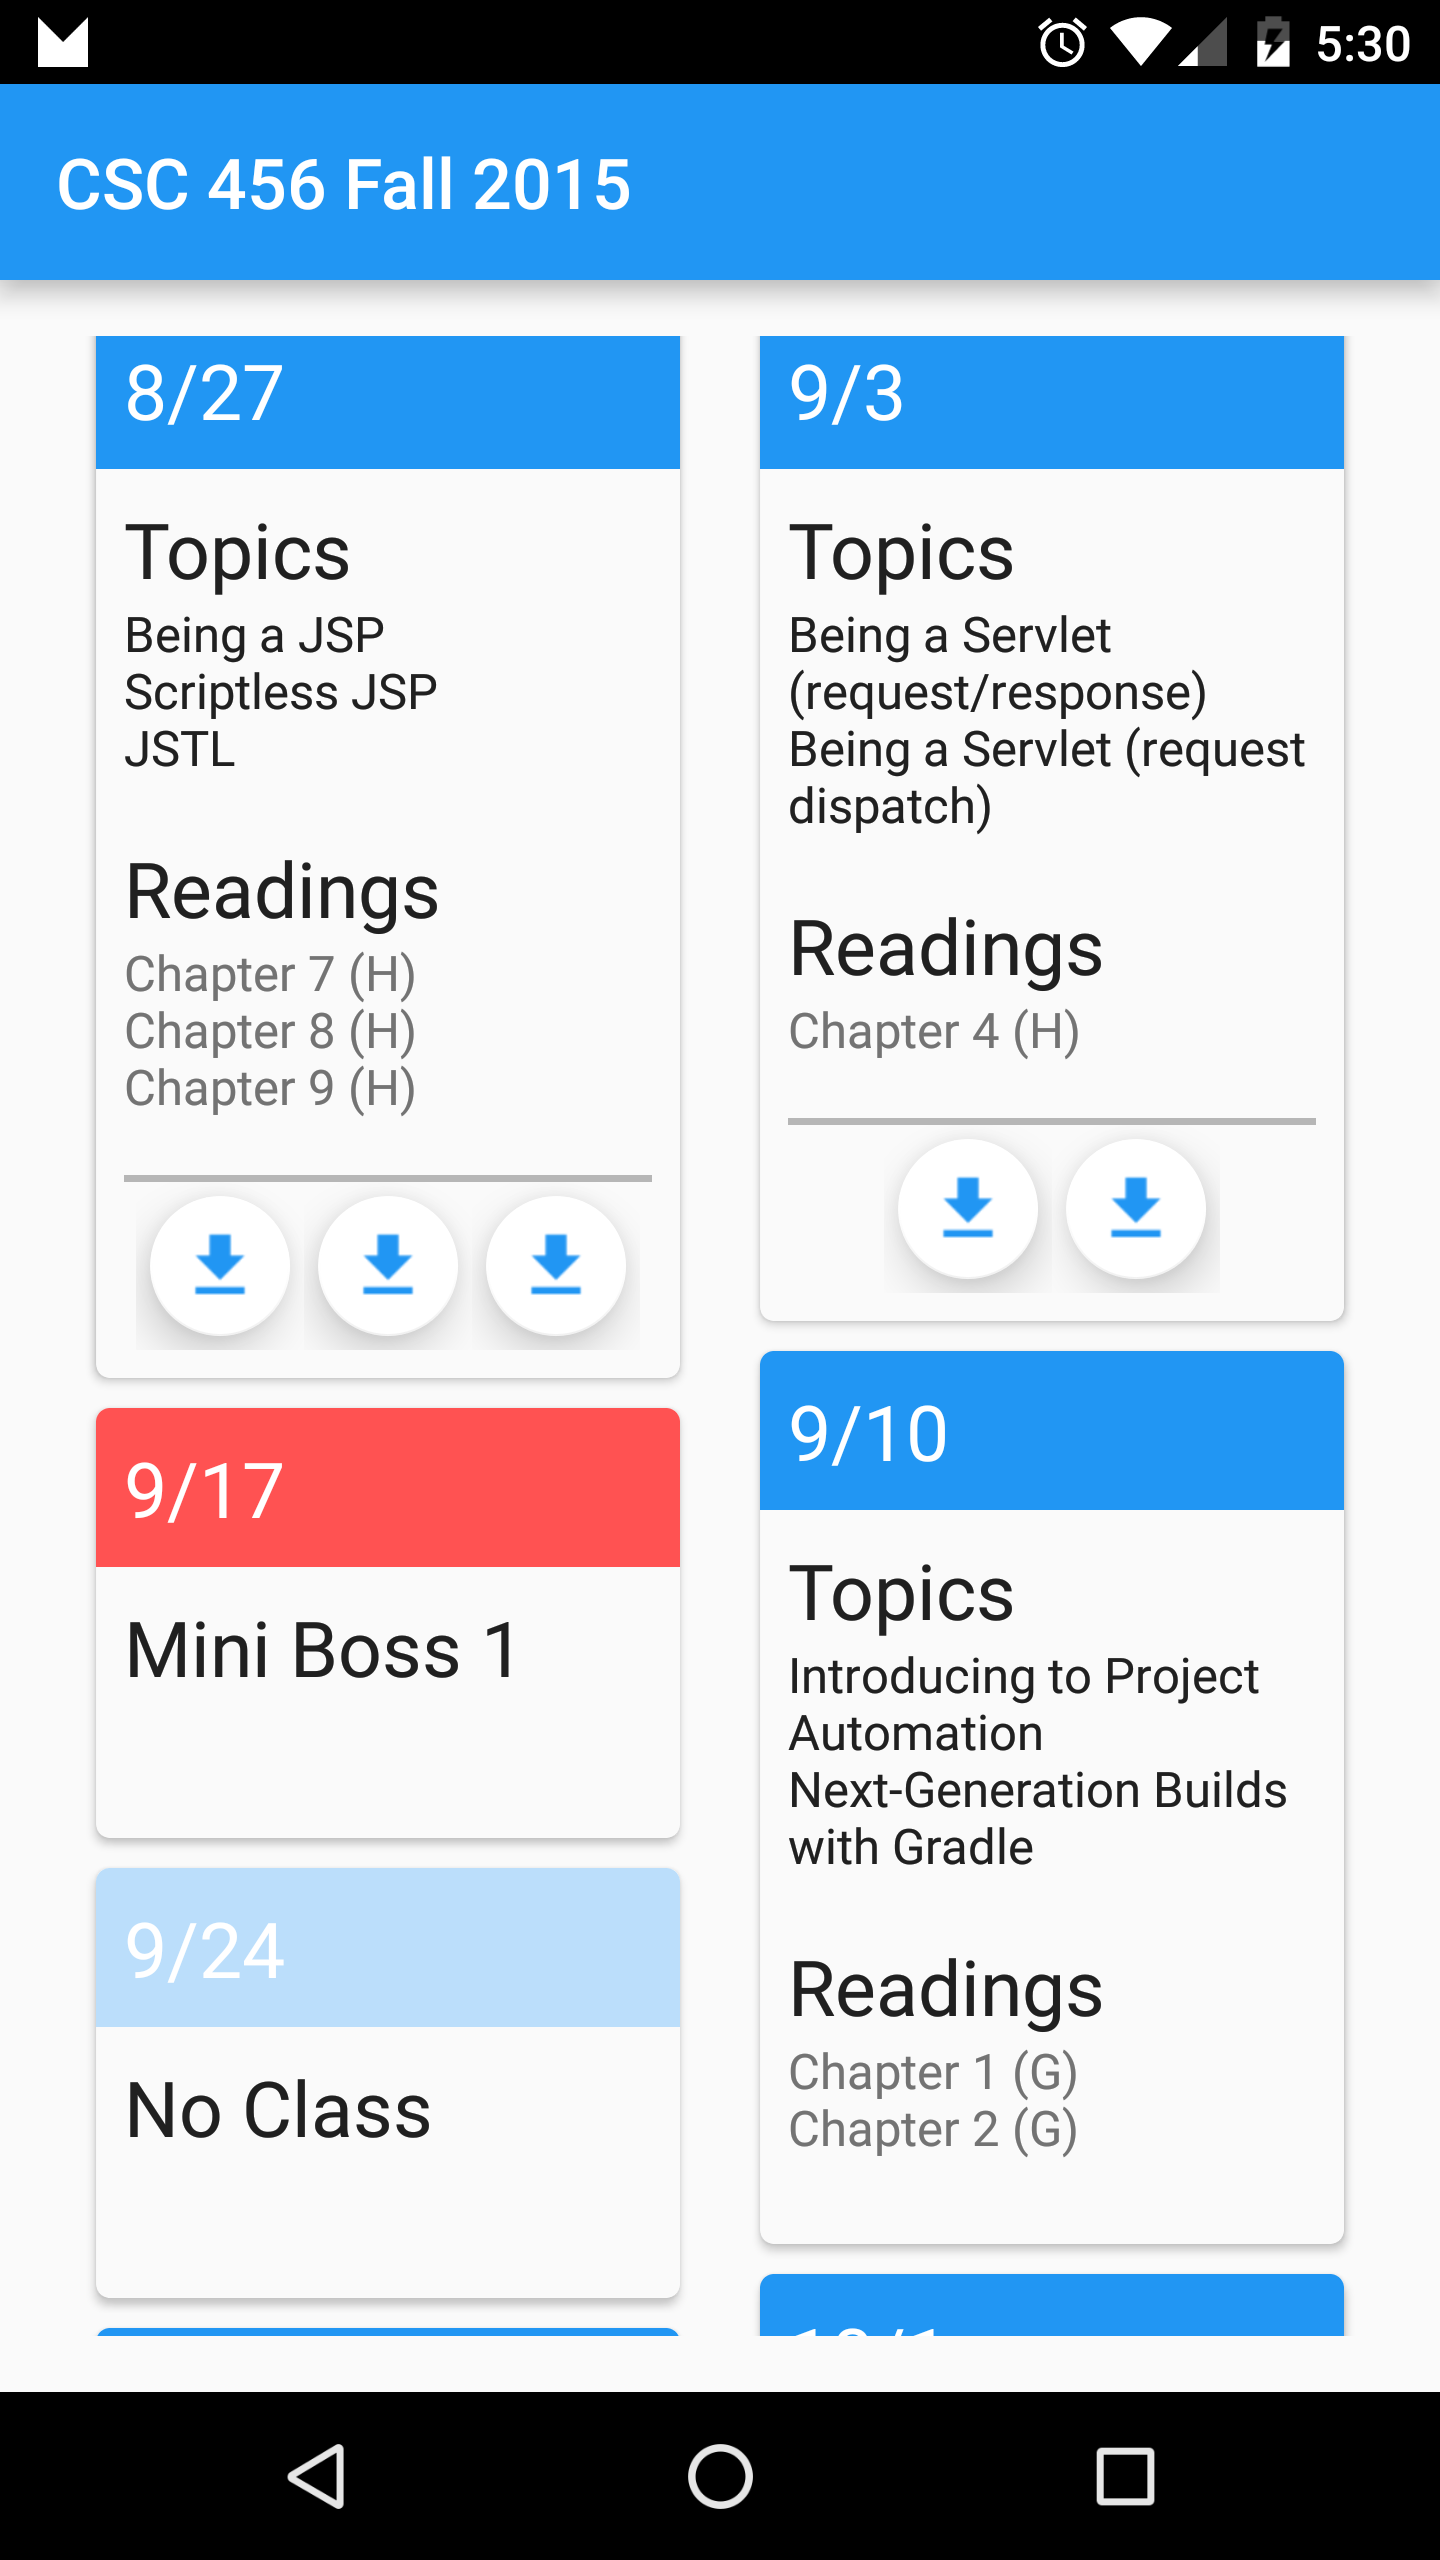 5:30
CSC 456 Fall 2015
8/27
Topics
Being a JSP
Scriptless JSP
JSTL
Readings
Chapter 7 (H)
Chapter 8 (H)
Chapter 9 (H)
9/17
Mini Boss 1
9/24
No Class
9/3
Topics
Being a Servlet
(request/response)
Being a Servlet (request
dispatch)
Readings
Chapter 4 (H)
9/10
Topics
Introducing to Project
Automation
Next-Generation Builds
with Gradle
Readings
Chapter 1 (G)
Chapter 2 (G)